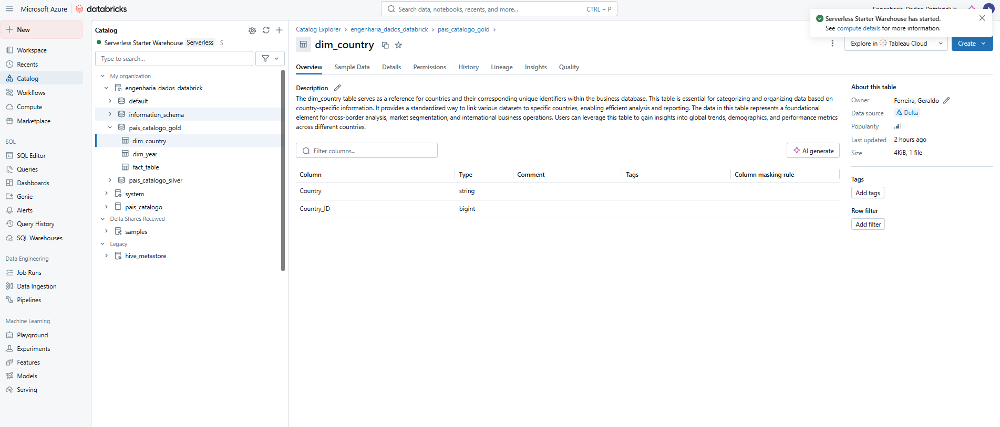 Microsoft Azure
databricks
Search data, notebooks, recents, and more...
CTRL + P
Serverless Starter Warehouse has started.
See compute details for more information.
New
Workspace
Recents
Catalog
Workflows
Compute
Marketplace
SQL
SQL Editor
Queries
Dashboards
Genie
Alerts
Query History
SQL Warehouses
Data Engineering
Job Runs
Data Ingestion
Pipelines
Machine Learning
Playground
Experiments
Features
Models
Serving
Catalog
Serverless Starter Warehouse Serverless S
Type to search...
My organization
engenharia_dados_databrick
default
information_schema
pais_catalogo_gold
dim_country
dim_year
fact_table
pais_catalogo_silver
system
pais_catalogo
Delta Shares Received
samples
Legacy
hive_metastore
Catalog Explorer > engenharia_dados_databrick > pais_catalogo_gold >
dim_country
Explore in Tableau Cloud
Create
Overview Sample Data Details Permissions History Lineage Insights Quality
Description
The dim_country table serves as a reference for countries and their corresponding unique identifiers within the business database. This table is essential for categorizing and organizing data based on
country-specific information. It provides a standardized way to link various datasets to specific countries, enabling efficient analysis and reporting. The data in this table represents a foundational
element for cross-border analysis, market segmentation, and international business operations. Users can leverage this table to gain insights into global trends, demographics, and performance metrics
across different countries.
Filter columns...
AI generate
Column Type Comment Tags Column masking rule
Country string
Country_ID bigint
About this table
Owner Ferreira, Geraldo
Data source Delta
Popularity
Last updated 2 hours ago
Size 4KiB, 1 file
Tags
Add tags
Row filter
Add filter